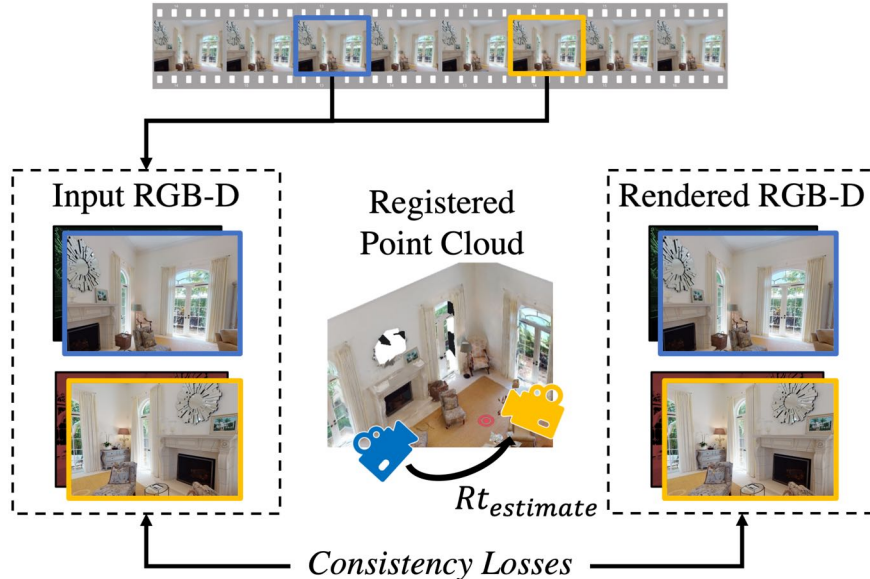 Input RGB-D
Registered
Point Cloud
Rendered RGB-D
Rt_estimate
Consistency Losses